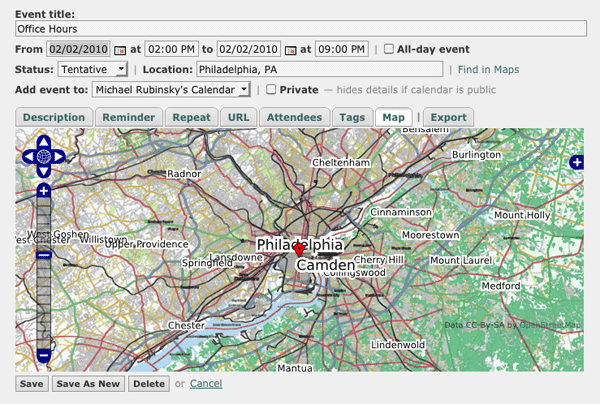 Event title:
Office Hours
From 02/02/2010 at 02:00 PM to 02/02/2010 at 09:00 PM | All-day event
Status: Tentative | Location: Philadelphia, PA | Find in Maps
Add event to: Michael Rubinsky's Calendar | Private — hides details if calendar is public
Description Reminder Repeat URL Attendees Tags Map | Export
Bensalem
Burlington
Cheltenham
Radnor
Cinnaminson
Mount Holly
West Goshen
Moorestown
Williston
Upper Providence
Philadelphia
Lansdowne
Springfield
Cherry Hill
Mount Laurel
Camden
Collingswood
Medford
Chester
Data CC-By-SA by OpenStreetMap
Lindenwold
Mantua
Save Save As New Delete or Cancel